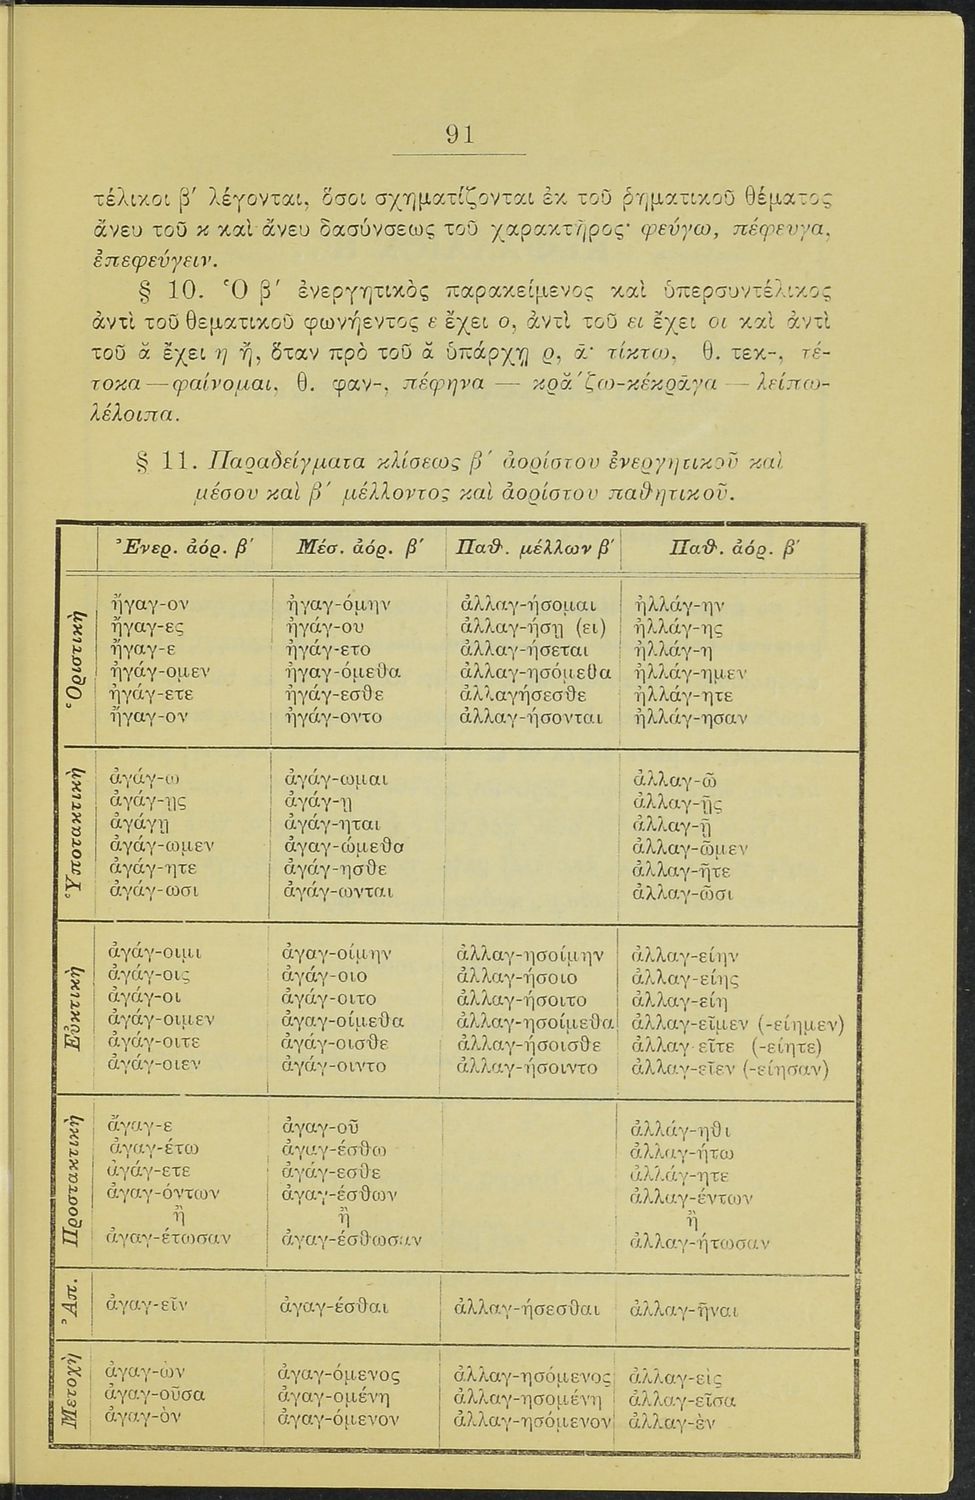 91
τέλικοι β′ λέγονται, ὅσοι σχηματίζονται ἐκ τοῦ ῥηματικοῦ θέματος
ἄνευ τοῦ κ καὶ ἄνευ δασύνσεως τοῦ χαρακτῆρος· φεύγω, πέφευγα,
ἐπεφεύγειν.
§ 10. Ὁ β′ ἐνεργητικὸς παρακείμενος καὶ ὑπερσυντέλικος
ἀντὶ τοῦ θεματικοῦ φωνήεντος ε ἔχει ο, ἀντὶ τοῦ ει ἔχει οι καὶ ἀντὶ
τοῦ ᾰ ἔχει η ἤ, ὅταν πρὸ τοῦ ᾰ ὑπάρχῃ ρ, ᾱ· τίκτω, θ. τεκ-, τέ-
τοκα — φαίνομαι, θ. φαν-, πέφηνα — κρᾰ́ζω-κέκρᾱγα — λείπω-
λέλοιπα.
§ 11. Παραδείγματα κλίσεως β′ ἀορίστου ἐνεργητικοῦ καὶ
μέσου καὶ β′ μέλλοντος καὶ ἀορίστου παθητικοῦ.
Ἐνερ. ἀόρ. β′ Μέσ. ἀόρ. β′ Παθ. μέλλων β′ Παθ. ἀόρ. β′
Ὁριστικὴ
ἤγαγ-ον ἠγαγ-όμην ἀλλαγ-ήσομαι ἠλλάγ-ην
ἤγαγ-ες ἠγάγ-ου ἀλλαγ-ήσῃ (ει) ἠλλάγ-ης
ἤγαγ-ε ἠγάγ-ετο ἀλλαγ-ήσεται ἠλλάγ-η
ἠγάγ-ομεν ἠγαγ-όμεθα ἀλλαγ-ησόμεθα ἠλλάγ-ημεν
ἠγάγ-ετε ἠγάγ-εσθε ἀλλαγήσεσθε ἠλλάγ-ητε
ἤγαγ-ον ἠγάγ-οντο ἀλλαγ-ήσονται ἠλλάγ-ησαν
Ὑποτακτικὴ
ἀγάγ-ω ἀγάγ-ωμαι ἀλλαγ-ῶ
ἀγάγ-ῃς ἀγάγ-ῃ ἀλλαγ-ῇς
ἀγάγῃ ἀγάγ-ηται ἀλλαγ-ῇ
ἀγάγ-ωμεν ἀγαγ-ώμεθα ἀλλαγ-ῶμεν
ἀγάγ-ητε ἀγάγ-ησθε ἀλλαγ-ῆτε
ἀγάγ-ωσι ἀγάγ-ωνται ἀλλαγ-ῶσι
Εὐκτικὴ
ἀγάγ-οιμι ἀγαγ-οίμην ἀλλαγ-ησοίμην ἀλλαγ-είην
ἀγάγ-οις ἀγάγ-οιο ἀλλαγ-ήσοιο ἀλλαγ-είης
ἀγάγ-οι ἀγάγ-οιτο ἀλλαγ-ήσοιτο ἀλλαγ-είη
ἀγάγ-οιμεν ἀγαγ-οίμεθα ἀλλαγ-ησοίμεθα ἀλλαγ-εῖμεν (-είημεν)
ἀγάγ-οιτε ἀγάγ-οισθε ἀλλαγ-ήσοισθε ἀλλαγ-εῖτε (-είητε)
ἀγάγ-οιεν ἀγάγ-οιντο ἀλλαγ-ήσοιντο ἀλλαγ-εῖεν (-είησαν)
Προστακτικὴ
ἄγαγ-ε ἀγαγ-οῦ ἀλλάγ-ηθι
ἀγαγ-έτω ἀγαγ-έσθω ἀλλαγ-ήτω
ἀγάγ-ετε ἀγάγ-εσθε ἀλλάγ-ητε
ἀγαγ-όντων ἀγαγ-έσθων ἀλλαγ-έντων
ἢ ἢ ἢ
ἀγαγ-έτωσαν ἀγαγ-έσθωσαν ἀλλαγ-ήτωσαν
Ἀπ.
ἀγαγ-εῖν ἀγαγ-έσθαι ἀλλαγ-ήσεσθαι ἀλλαγ-ῆναι
Μετοχὴ
ἀγαγ-ὼν ἀγαγ-όμενος ἀλλαγ-ησόμενος ἀλλαγ-εὶς
ἀγαγ-οῦσα ἀγαγ-ομένη ἀλλαγ-ησομένη ἀλλαγ-εῖσα
ἀγαγ-ὸν ἀγαγ-όμενον ἀλλαγ-ησόμενον ἀλλαγ-ὲν